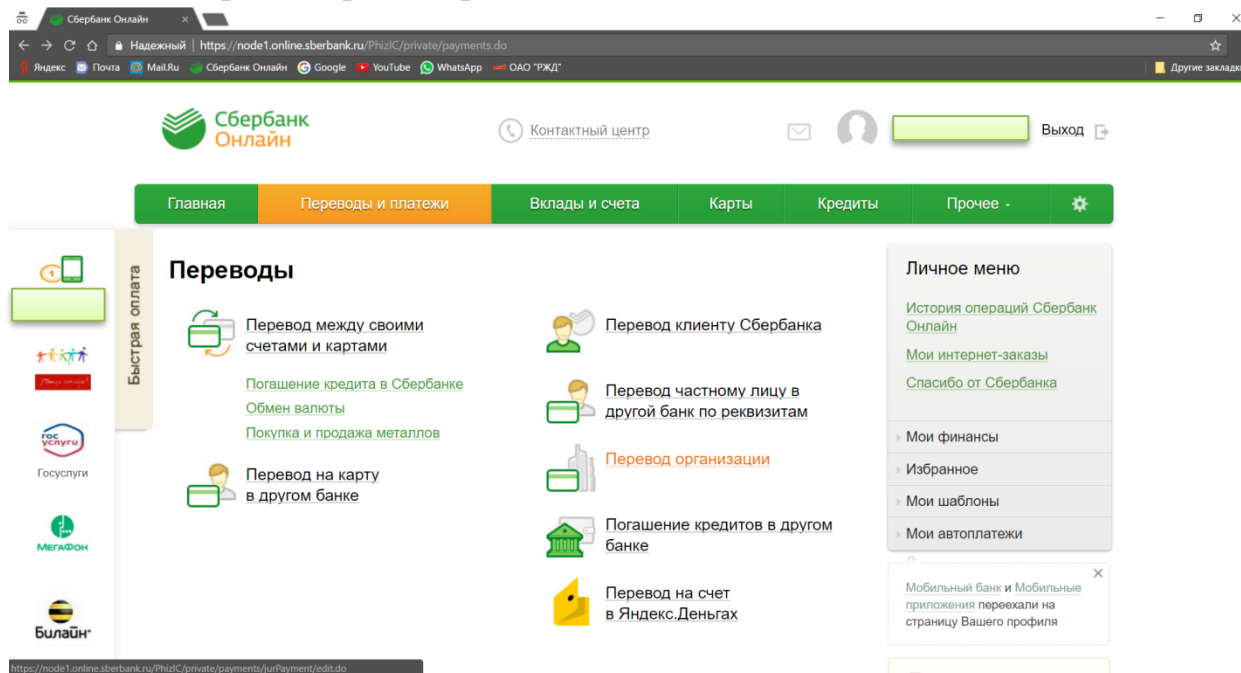 Сбербанк Онлайн
Надежный | https://node1.online.sberbank.ru/PhizIC/private/payments.do
Яндекс Почта Mail.Ru Сбербанк Онлайн Google YouTube WhatsApp ОАО "РЖД" Другие закладки
Сбербанк
Онлайн
Контактный центр
Выход
Главная Переводы и платежи Вклады и счета Карты Кредиты Прочее
Быстрая оплата
госуслуги
Госуслуги
МЕГАФОН
Билайн
Переводы
Перевод между своими
счетами и картами
Погашение кредита в Сбербанке
Обмен валюты
Покупка и продажа металлов
Перевод на карту
в другом банке
Перевод клиенту Сбербанка
Перевод частному лицу в
другой банк по реквизитам
Перевод организации
Погашение кредитов в другом
банке
Перевод на счет
в Яндекс.Деньгах
Личное меню
История операций Сбербанк
Онлайн
Мои интернет-заказы
Спасибо от Сбербанка
Мои финансы
Избранное
Мои шаблоны
Мои автоплатежи
Мобильный банк и Мобильные
приложения переехали на
страницу Вашего профиля
https://node1.online.sberbank.ru/PhizIC/private/payments/jurPayment/edit.do